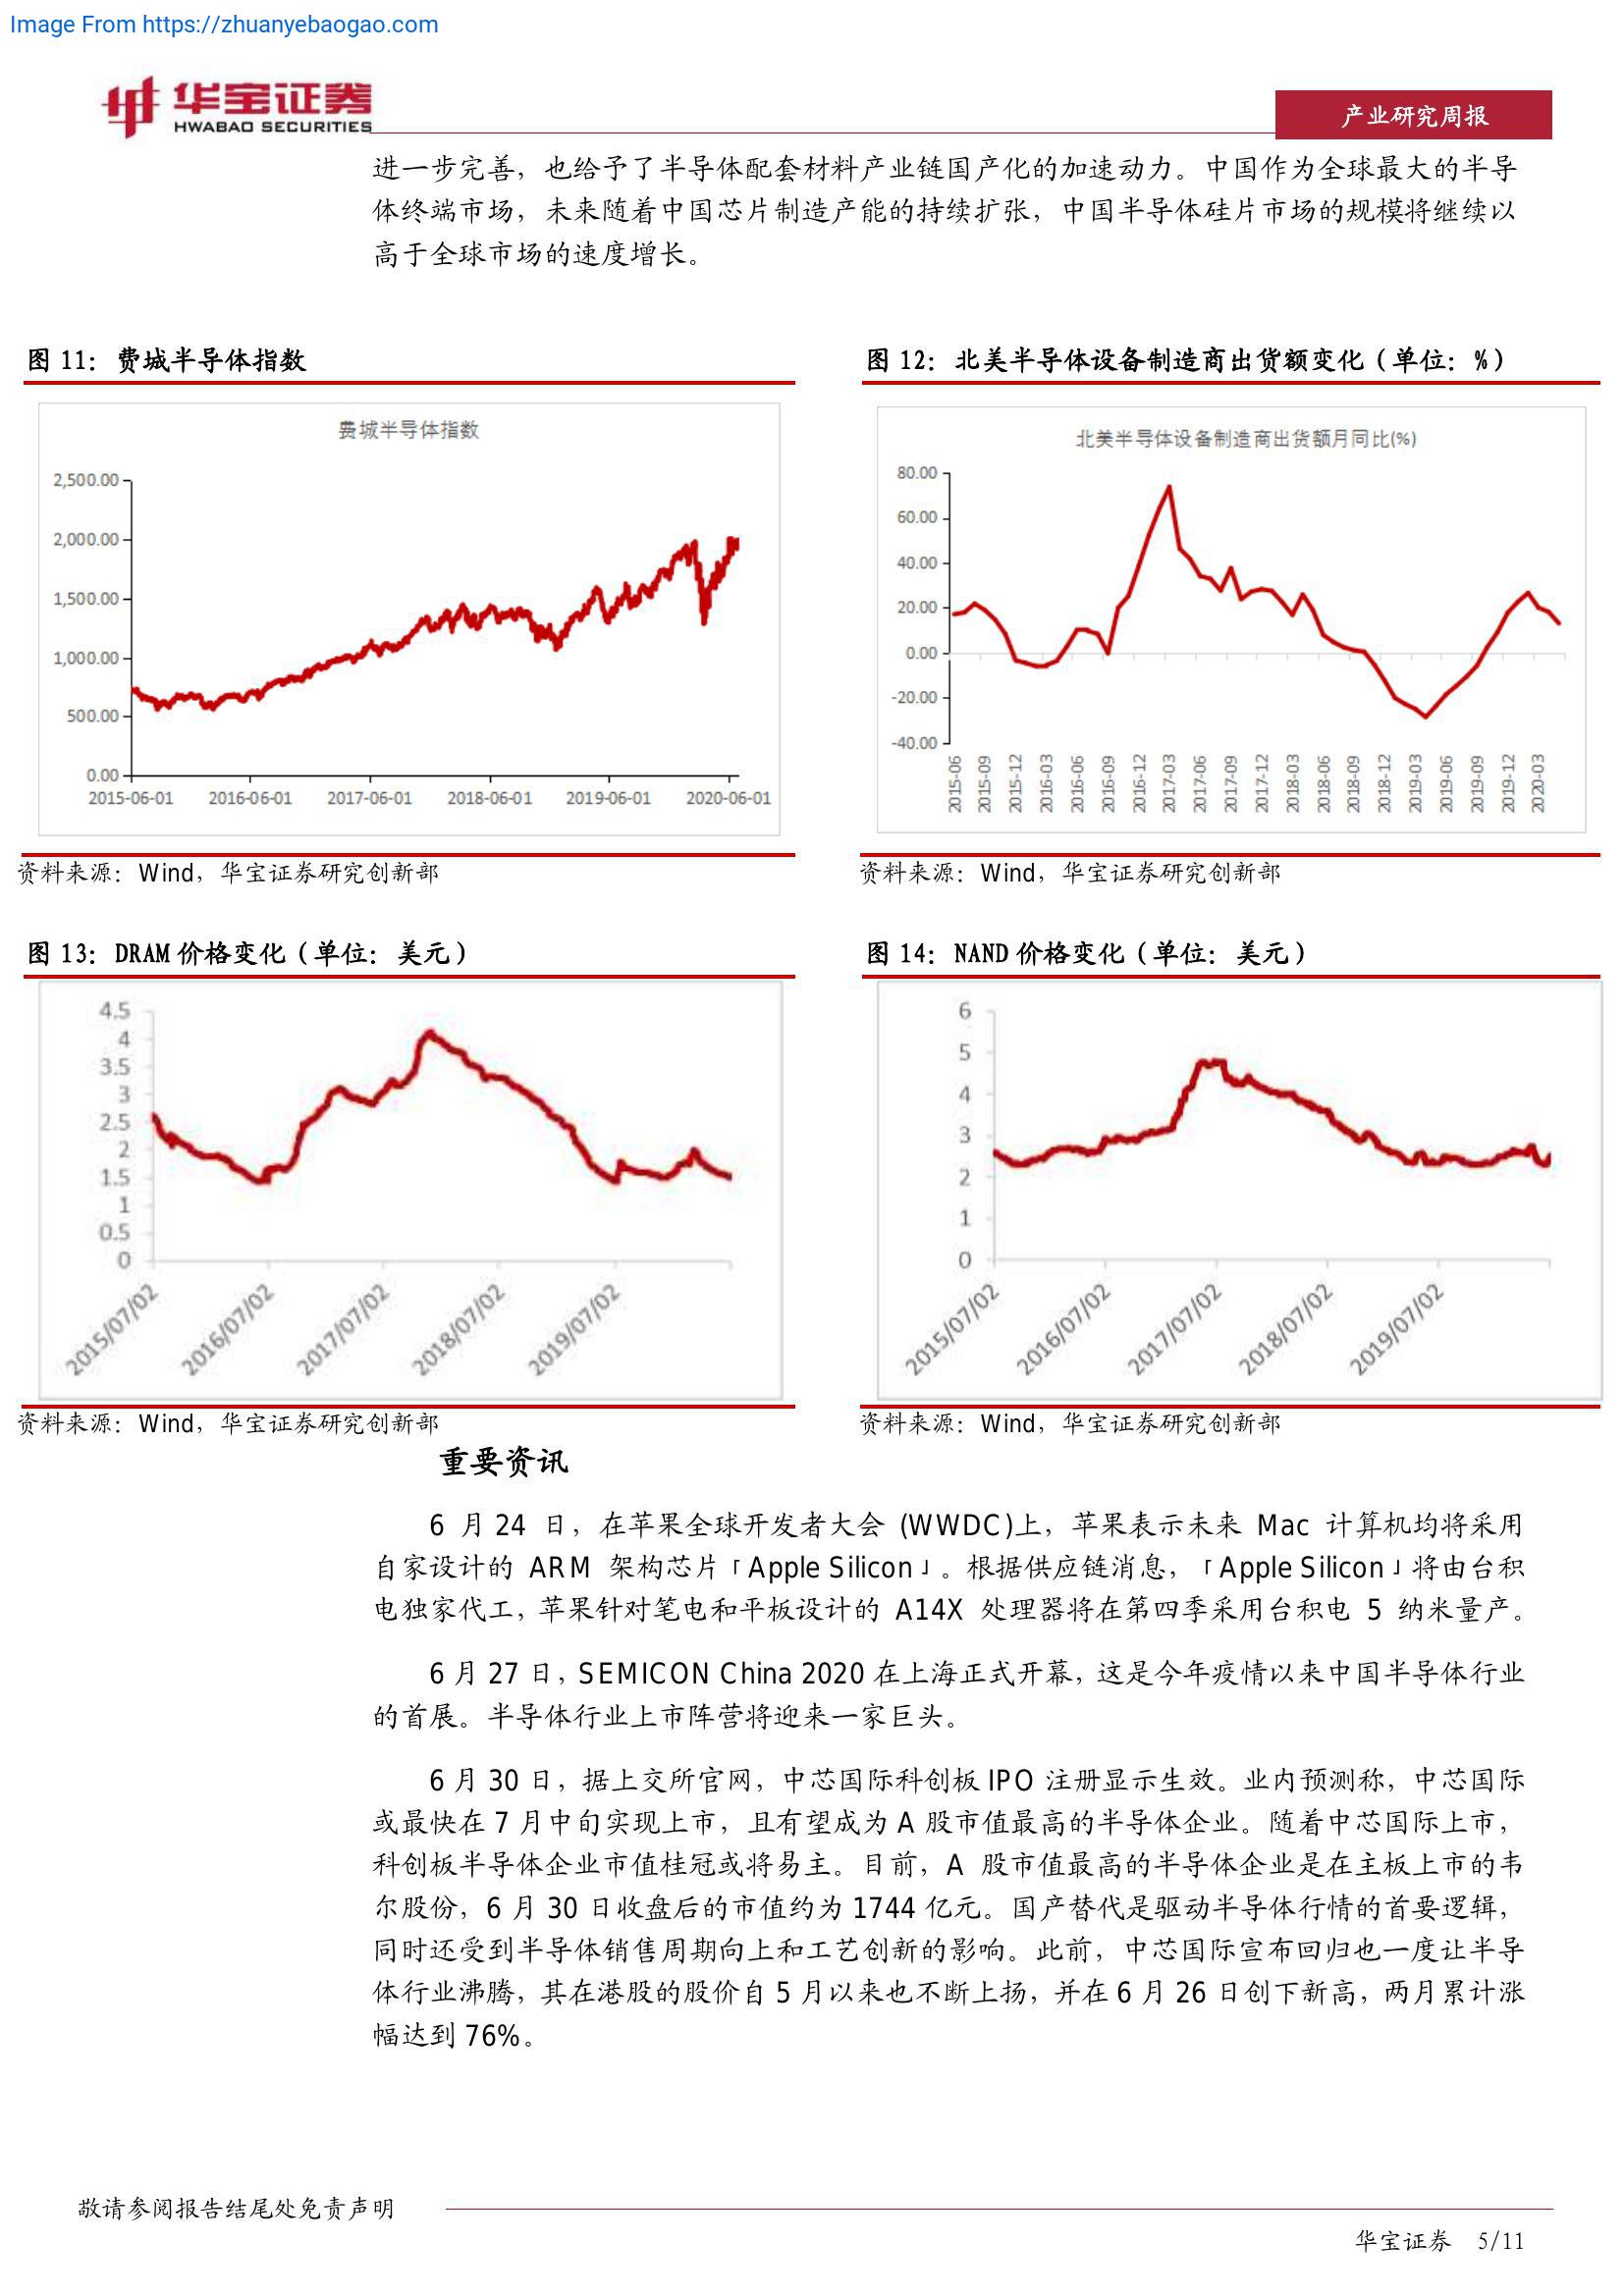 Image From https://zhuanyebaogao.com
华宝证券
HWABAO SECURITIES
产业研究周报
进一步完善，也给予了半导体配套材料产业链国产化的加速动力。中国作为全球最大的半导
体终端市场，未来随着中国芯片制造产能的持续扩张，中国半导体硅片市场的规模将继续以
高于全球市场的速度增长。
图 11：费城半导体指数
费城半导体指数
2,500.00
2,000.00
1,500.00
1,000.00
500.00
0.00
2015-06-01 2016-06-01 2017-06-01 2018-06-01 2019-06-01 2020-06-01
资料来源：Wind，华宝证券研究创新部
图 12：北美半导体设备制造商出货额变化（单位：%）
北美半导体设备制造商出货额月同比(%)
80.00
60.00
40.00
20.00
0.00
-20.00
-40.00
2015-06 2015-09 2015-12 2016-03 2016-06 2016-09 2016-12 2017-03 2017-06 2017-09 2017-12 2018-03 2018-06 2018-09 2018-12 2019-03 2019-06 2019-09 2019-12 2020-03
资料来源：Wind，华宝证券研究创新部
图 13：DRAM 价格变化（单位：美元）
4.5
4
3.5
3
2.5
2
1.5
1
0.5
0
2015/07/02 2016/07/02 2017/07/02 2018/07/02 2019/07/02
资料来源：Wind，华宝证券研究创新部
图 14：NAND 价格变化（单位：美元）
6
5
4
3
2
1
0
2015/07/02 2016/07/02 2017/07/02 2018/07/02 2019/07/02
资料来源：Wind，华宝证券研究创新部
重要资讯
6 月 24 日，在苹果全球开发者大会 (WWDC)上，苹果表示未来 Mac 计算机均将采用
自家设计的 ARM 架构芯片「Apple Silicon」。根据供应链消息，「Apple Silicon」将由台积
电独家代工，苹果针对笔电和平板设计的 A14X 处理器将在第四季采用台积电 5 纳米量产。
6 月 27 日，SEMICON China 2020 在上海正式开幕，这是今年疫情以来中国半导体行业
的首展。半导体行业上市阵营将迎来一家巨头。
6 月 30 日，据上交所官网，中芯国际科创板 IPO 注册显示生效。业内预测称，中芯国际
或最快在 7 月中旬实现上市，且有望成为 A 股市值最高的半导体企业。随着中芯国际上市，
科创板半导体企业市值桂冠或将易主。目前，A 股市值最高的半导体企业是在主板上市的韦
尔股份，6 月 30 日收盘后的市值约为 1744 亿元。国产替代是驱动半导体行情的首要逻辑，
同时还受到半导体销售周期向上和工艺创新的影响。此前，中芯国际宣布回归也一度让半导
体行业沸腾，其在港股的股价自 5 月以来也不断上扬，并在 6 月 26 日创下新高，两月累计涨
幅达到 76%。
敬请参阅报告结尾处免责声明
华宝证券 5/11